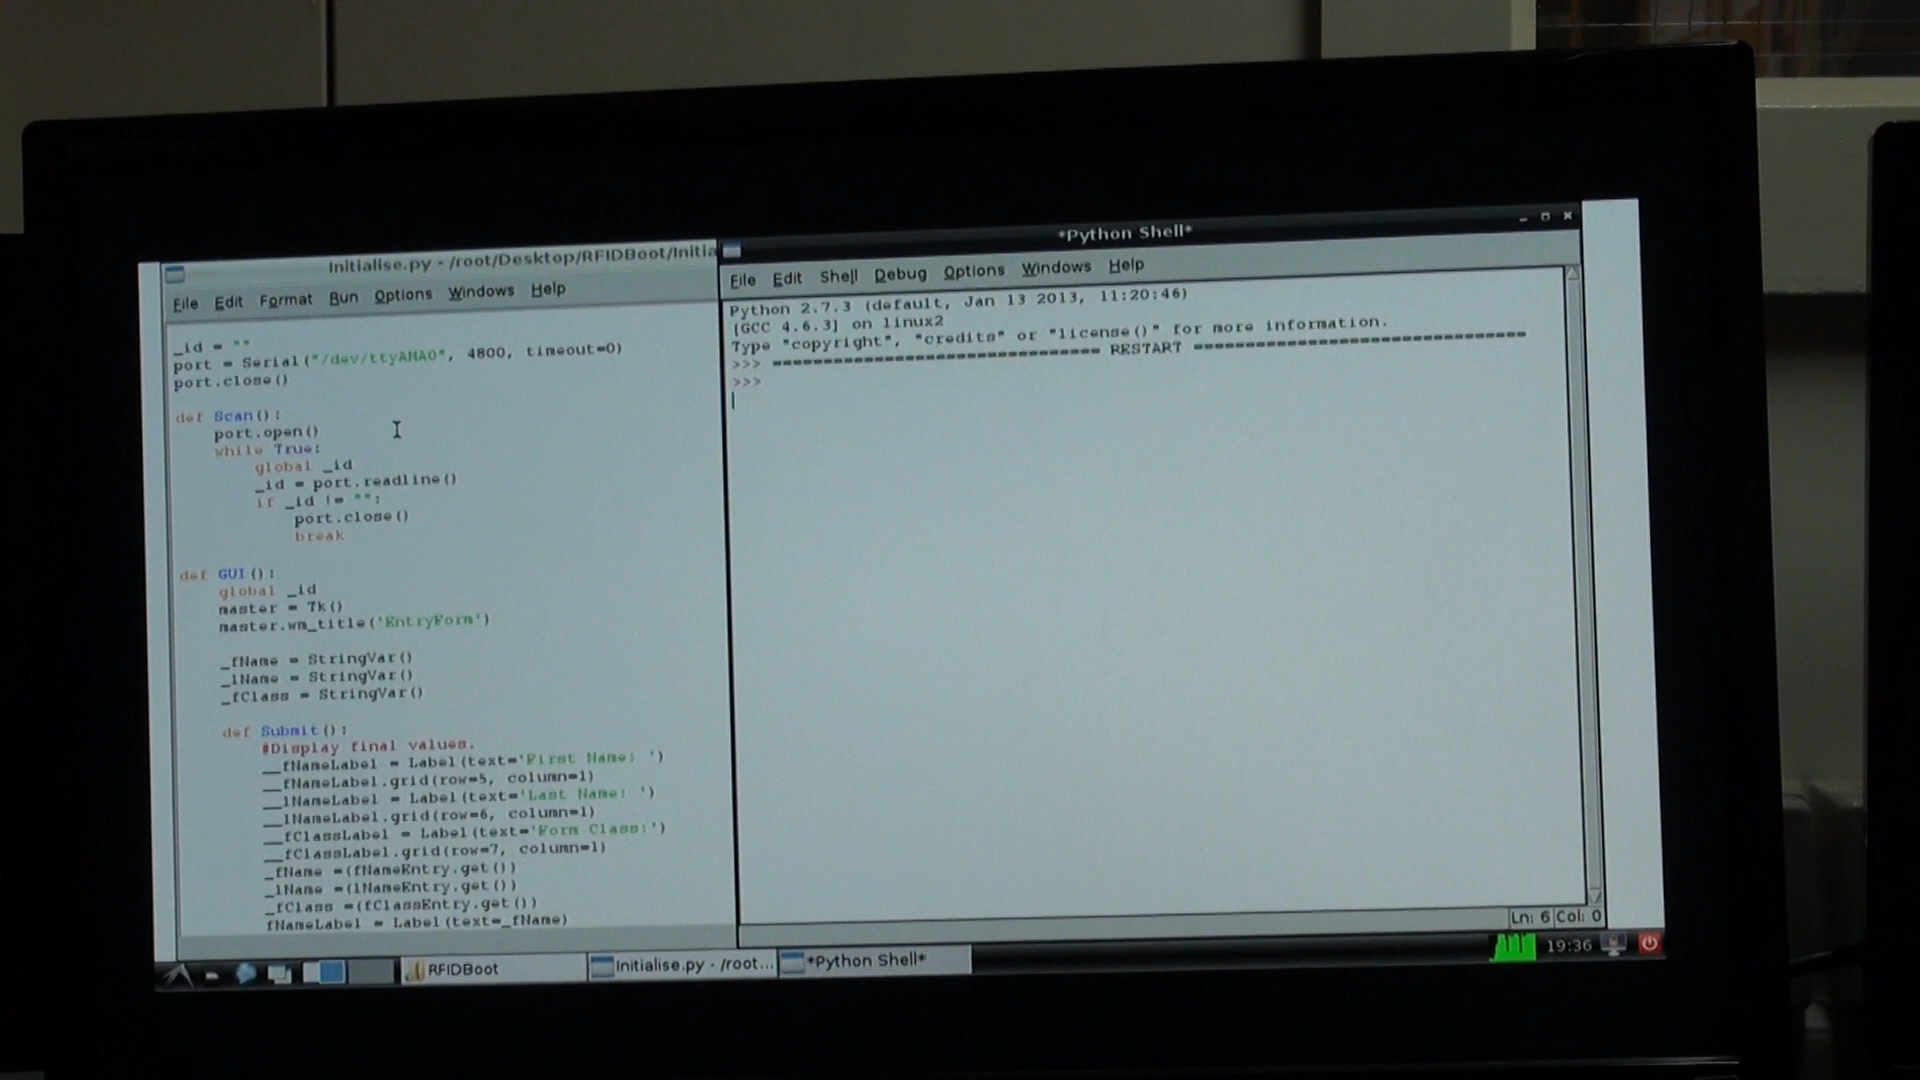 Initialise.py - /root/Desktop/RFIDBoot/Initia
File Edit Format Run Options Windows Help
_id = ""
port = Serial("/dev/ttyAMA0", 4800, timeout=0)
port.close()
def Scan():
port.open()
while True:
global _id
_id = port.readline()
if _id != "":
port.close()
break
def GUI():
global _id
master = Tk()
master.wm_title('EntryForm')
_fName = StringVar()
_lName = StringVar()
_fClass = StringVar()
def Submit():
#Display final values.
__fNameLabel = Label(text='First Name: ')
__fNameLabel.grid(row=5, column=1)
__lNameLabel = Label(text='Last Name: ')
__lNameLabel.grid(row=6, column=1)
__fClassLabel = Label(text='Form Class:')
__fClassLabel.grid(row=7, column=1)
_fName =(fNameEntry.get())
_lName =(lNameEntry.get())
_fClass =(fClassEntry.get())
fNameLabel = Label(text=_fName)
*Python Shell*
File Edit Shell Debug Options Windows Help
Python 2.7.3 (default, Jan 13 2013, 11:20:46)
[GCC 4.6.3] on linux2
Type "copyright", "credits" or "license()" for more information.
>>> ================================ RESTART ================================
>>>
Ln: 6 Col: 0
RFIDBoot
Initialise.py - /root...
*Python Shell*
19:36